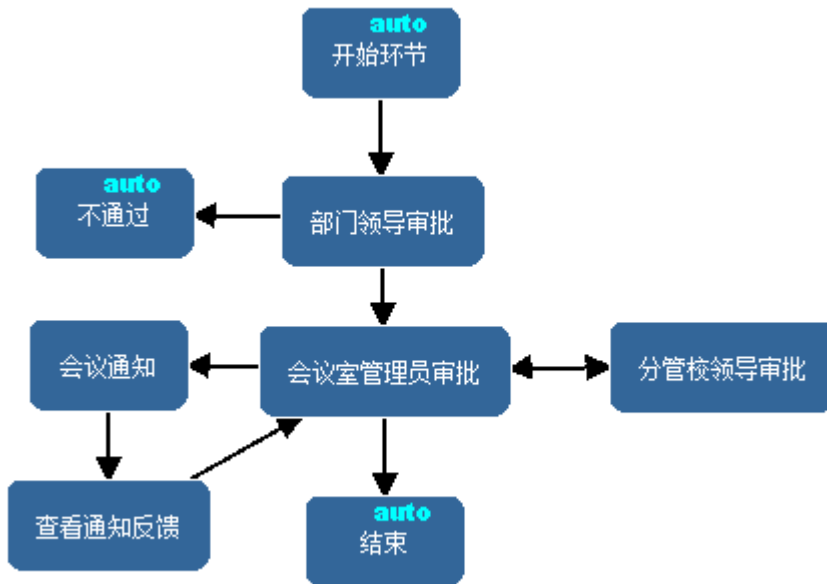 auto
开始环节
auto
不通过
部门领导审批
会议通知
会议室管理员审批
分管校领导审批
查看通知反馈
auto
结束